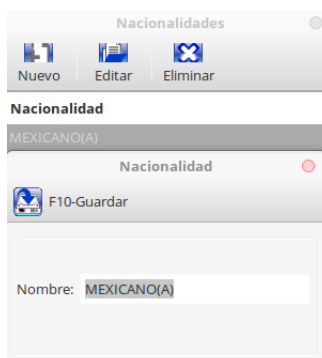 Nacionalidades
Nuevo Editar Eliminar
Nacionalidad
MEXICANO(A)
Nacionalidad
F10-Guardar
Nombre: MEXICANO(A)